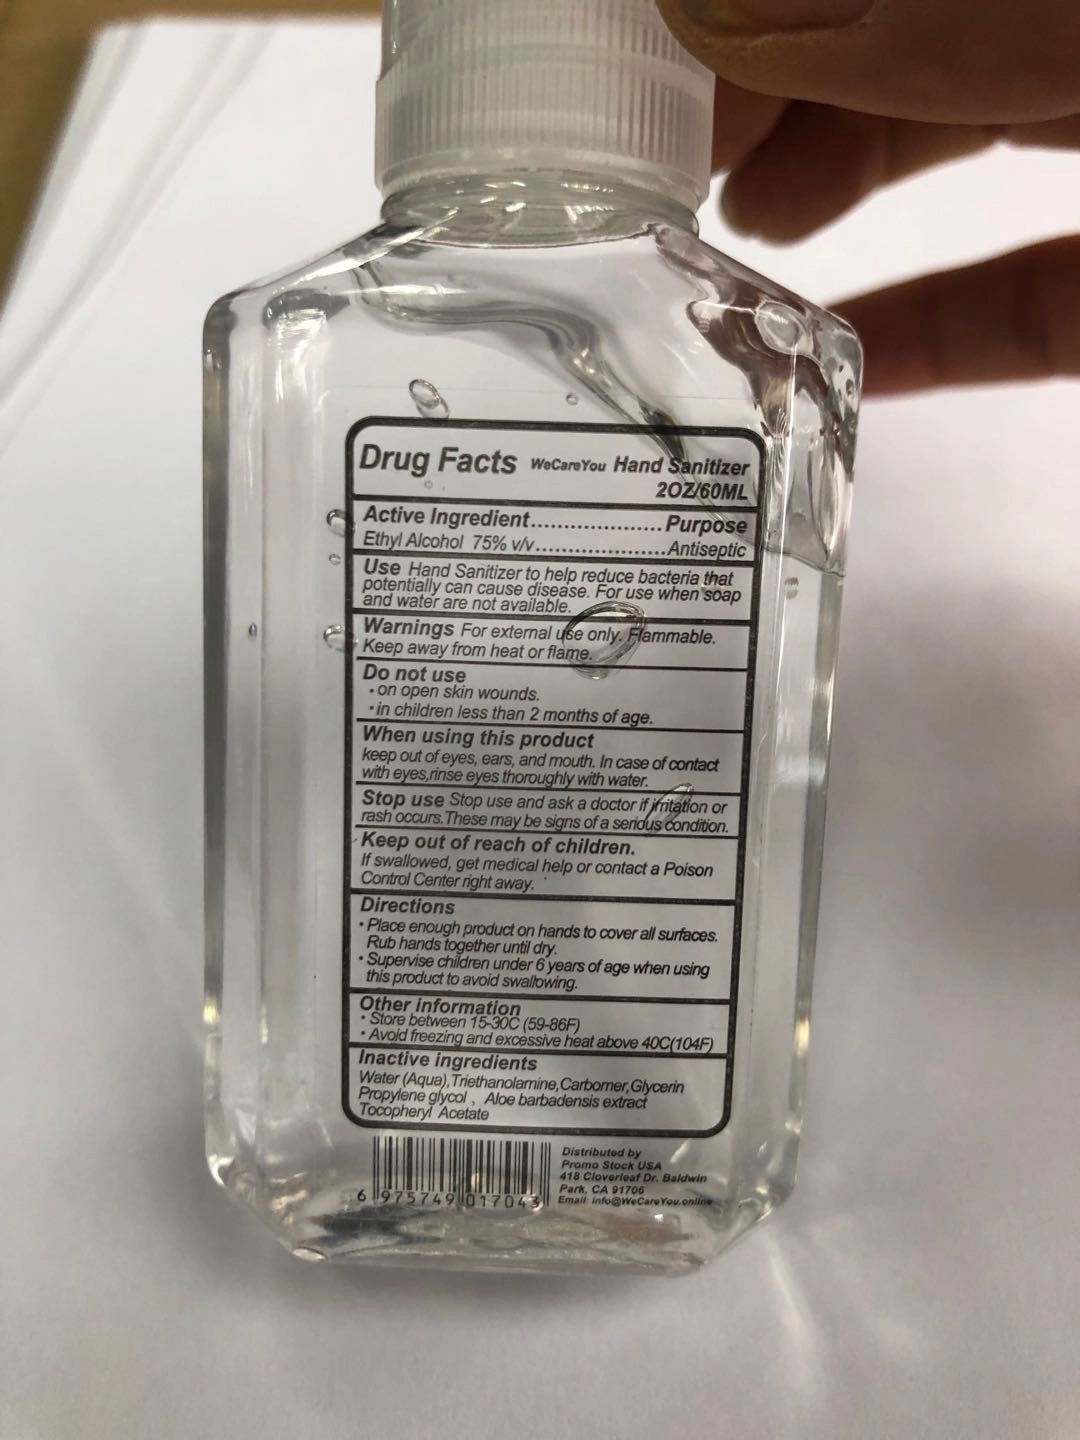 Drug Facts WeCareYou Hand Sanitizer
2OZ/60ML
Active Ingredient.....................Purpose
Ethyl Alcohol 75% v/v.....................Antiseptic
Use Hand Sanitizer to help reduce bacteria that
potentially can cause disease. For use when soap
and water are not available.
Warnings For external use only. Flammable.
Keep away from heat or flame.
Do not use
•on open skin wounds.
•in children less than 2 months of age.
When using this product
keep out of eyes, ears, and mouth. In case of contact
with eyes,rinse eyes thoroughly with water.
Stop use Stop use and ask a doctor if irritation or
rash occurs.These may be signs of a serious condition.
Keep out of reach of children.
If swallowed, get medical help or contact a Poison
Control Center right away.
Directions
• Place enough product on hands to cover all surfaces.
Rub hands together until dry.
• Supervise children under 6 years of age when using
this product to avoid swallowing.
Other information
• Store between 15-30C (59-86F)
• Avoid freezing and excessive heat above 40C(104F)
Inactive ingredients
Water (Aqua),Triethanolamine,Carbomer,Glycerin
Propylene glycol , Aloe barbadensis extract
Tocopheryl Acetate
6 975749 017043
Distributed by
Promo Stock USA
418 Cloverleaf Dr. Baldwin
Park, CA 91706
Email: info@WeCareYou.online